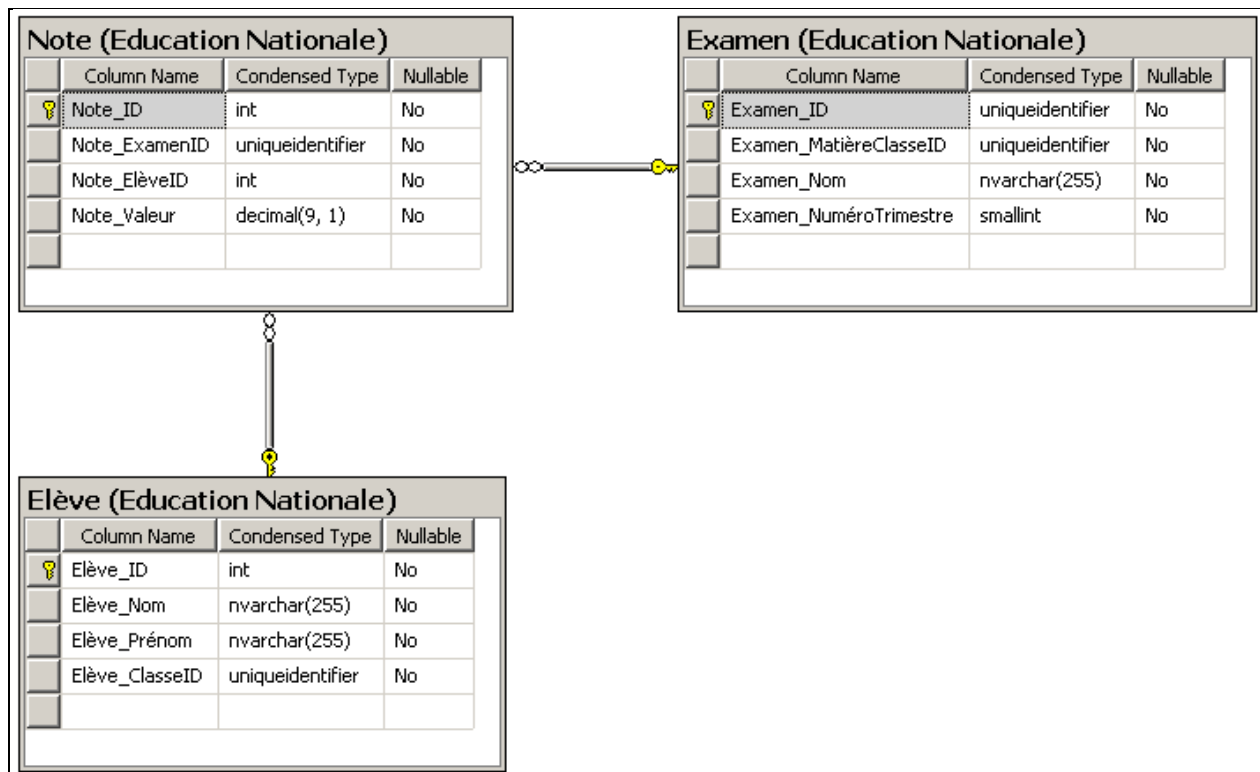 Note (Education Nationale)
Column Name Condensed Type Nullable
Note_ID int No
Note_ExamenID uniqueidentifier No
Note_ElèveID int No
Note_Valeur decimal(9, 1) No
Examen (Education Nationale)
Column Name Condensed Type Nullable
Examen_ID uniqueidentifier No
Examen_MatièreClasseID uniqueidentifier No
Examen_Nom nvarchar(255) No
Examen_NuméroTrimestre smallint No
Elève (Education Nationale)
Column Name Condensed Type Nullable
Elève_ID int No
Elève_Nom nvarchar(255) No
Elève_Prénom nvarchar(255) No
Elève_ClasseID uniqueidentifier No